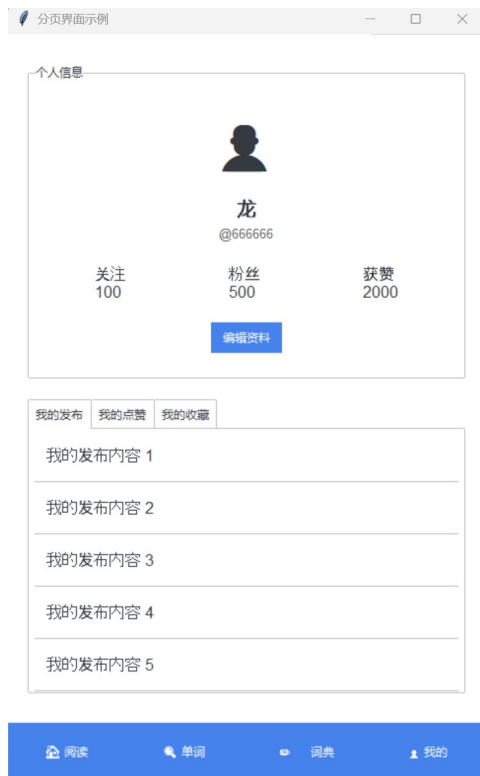 分页界面示例
个人信息
龙
@666666
关注 粉丝 获赞
100 500 2000
编辑资料
我的发布 我的点赞 我的收藏
我的发布内容 1
我的发布内容 2
我的发布内容 3
我的发布内容 4
我的发布内容 5
阅读 单词 词典 我的